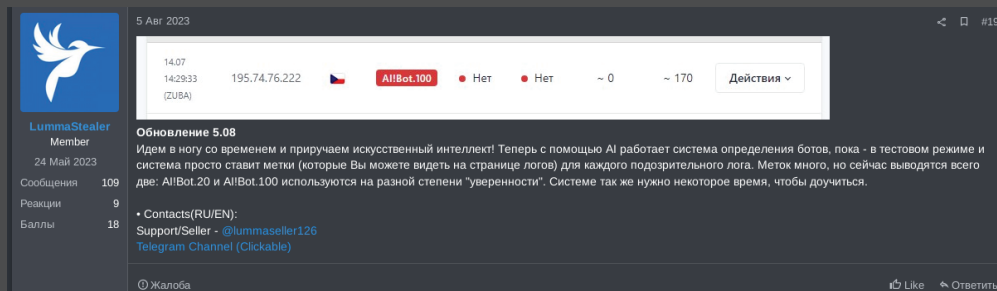 5 Авг 2023
#19
14.07
14:29:33
(ZUBA)
195.74.76.222
AI!Bot.100
Нет
Нет
~ 0
~ 170
Действия
LummaStealer
Member
24 Май 2023
Сообщения 109
Реакции 9
Баллы 18
Обновление 5.08
Идем в ногу со временем и приручаем искусственный интеллект! Теперь с помощью AI работает система определения ботов, пока - в тестовом режиме и
система просто ставит метки (которые Вы можете видеть на странице логов) для каждого подозрительного лога. Меток много, но сейчас выводятся всего
две: AI!Bot.20 и AI!Bot.100 используются на разной степени "уверенности". Системе так же нужно некоторое время, чтобы доучиться.
• Contacts(RU/EN):
Support/Seller - @lummaseller126
Telegram Channel (Clickable)
Жалоба
Like
Ответить